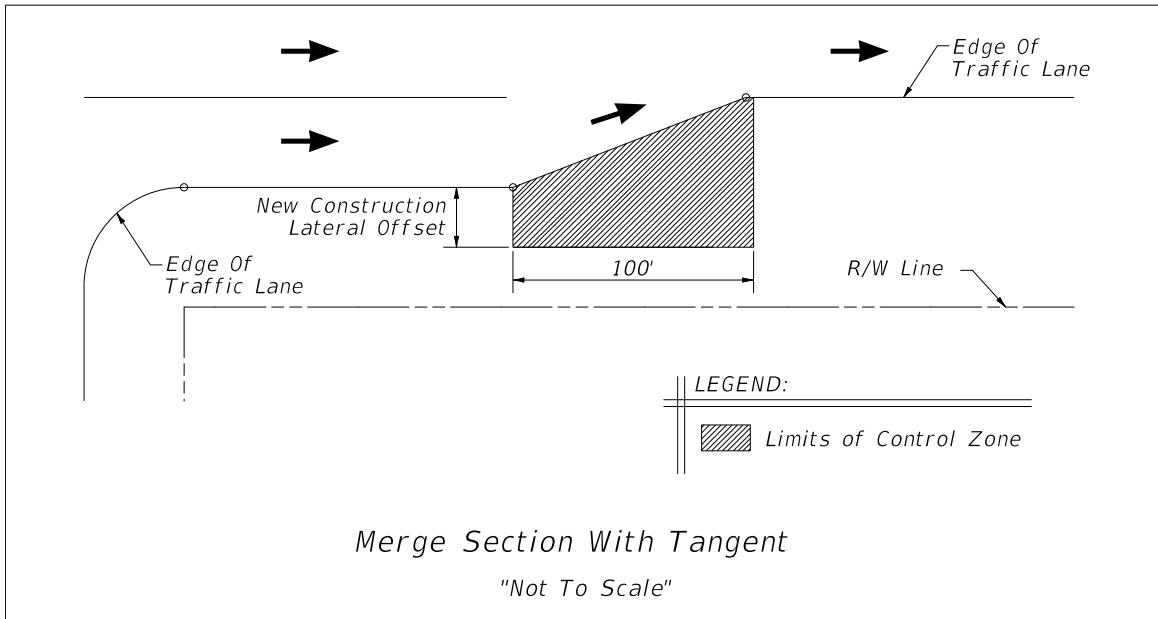 Edge Of
Traffic Lane
New Construction
Lateral Offset
Edge Of
Traffic Lane
100'
R/W Line
LEGEND:
Limits of Control Zone
Merge Section With Tangent
"Not To Scale"